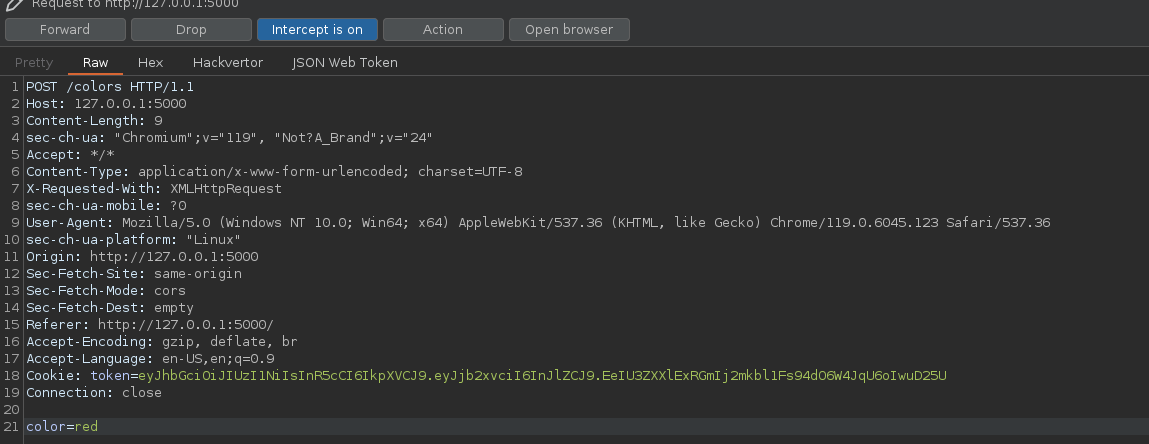 Request to http://127.0.0.1:5000
Forward Drop Intercept is on Action Open browser
Pretty Raw Hex Hackvertor JSON Web Token
1 POST /colors HTTP/1.1
2 Host: 127.0.0.1:5000
3 Content-Length: 9
4 sec-ch-ua: "Chromium";v="119", "Not?A_Brand";v="24"
5 Accept: */*
6 Content-Type: application/x-www-form-urlencoded; charset=UTF-8
7 X-Requested-With: XMLHttpRequest
8 sec-ch-ua-mobile: ?0
9 User-Agent: Mozilla/5.0 (Windows NT 10.0; Win64; x64) AppleWebKit/537.36 (KHTML, like Gecko) Chrome/119.0.6045.123 Safari/537.36
10 sec-ch-ua-platform: "Linux"
11 Origin: http://127.0.0.1:5000
12 Sec-Fetch-Site: same-origin
13 Sec-Fetch-Mode: cors
14 Sec-Fetch-Dest: empty
15 Referer: http://127.0.0.1:5000/
16 Accept-Encoding: gzip, deflate, br
17 Accept-Language: en-US,en;q=0.9
18 Cookie: token=eyJhbGciOiJIUzI1NiIsInR5cCI6IkpXVCJ9.eyJjb2xvciI6InJlZCJ9.EeIU3ZXXlExRGmIj2mkbl1Fs94dO6W4JqU6oIwuD25U
19 Connection: close
20
21 color=red